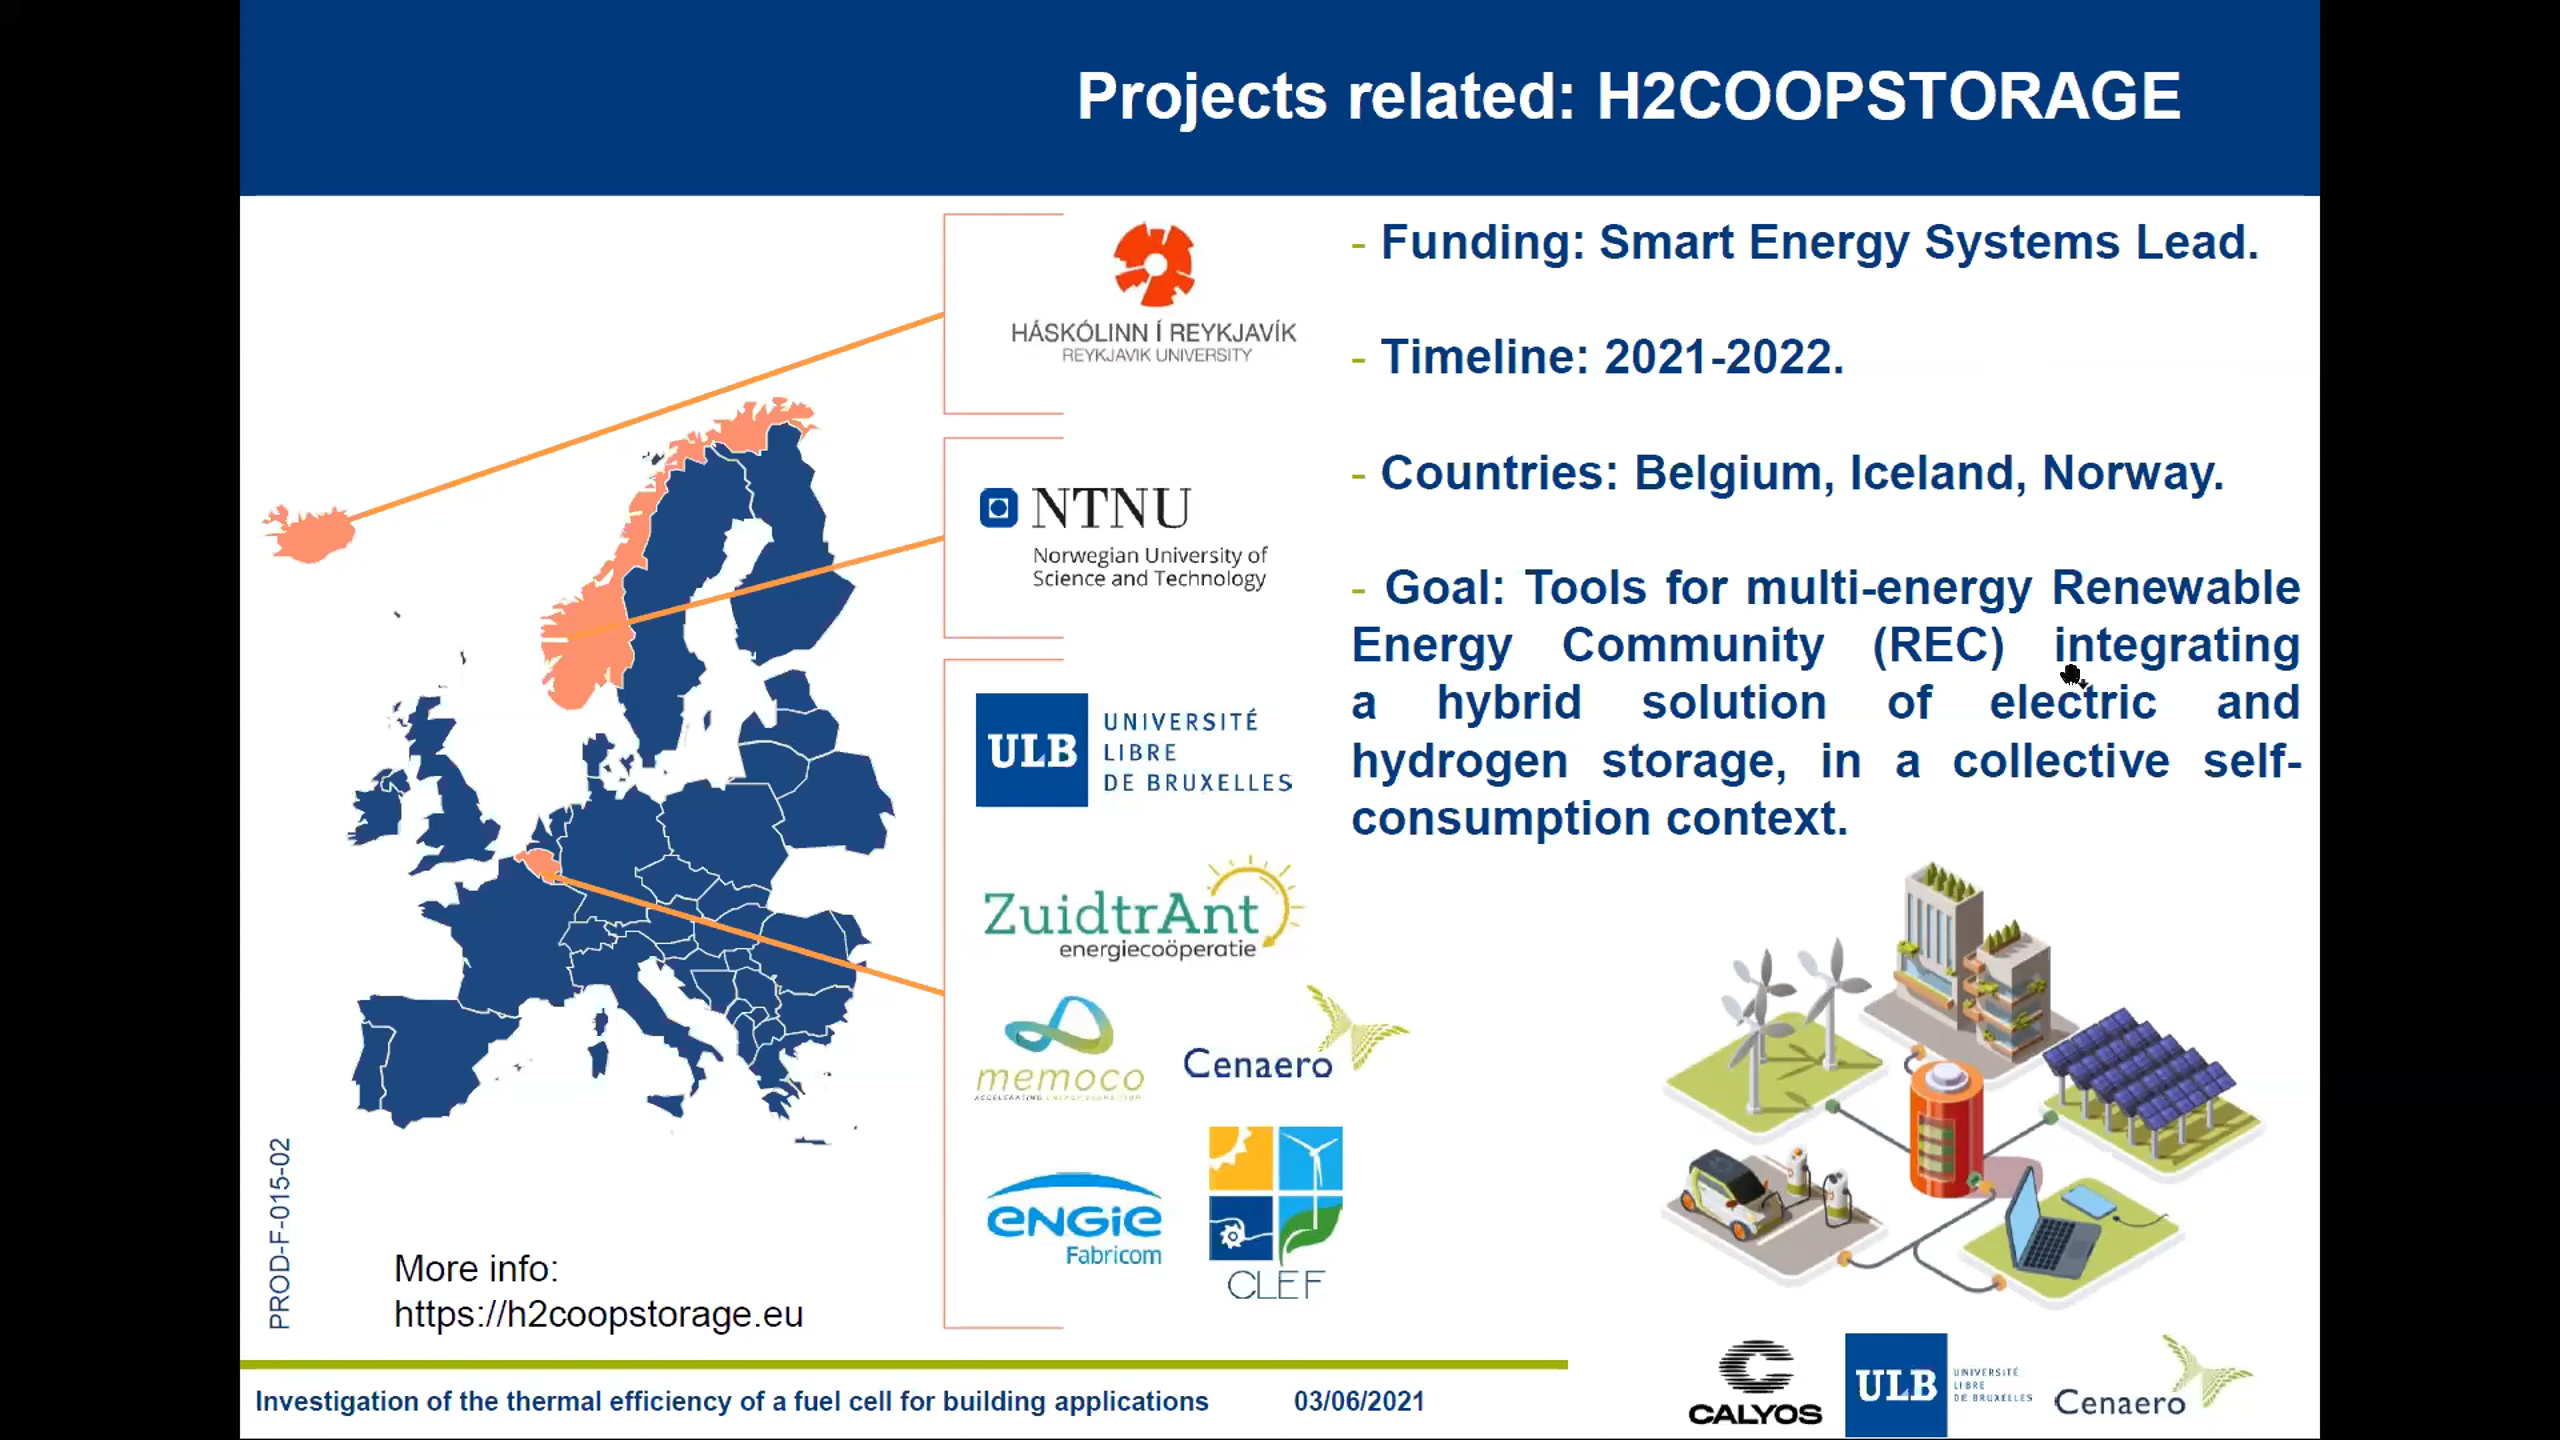 Projects related: H2COOPSTORAGE
HÁSKÓLINN Í REYKJAVÍK
REYKJAVIK UNIVERSITY
NTNU
Norwegian University of
Science and Technology
ULB
UNIVERSITÉ
LIBRE
DE BRUXELLES
ZuidtrAnt
energiecoöperatie
memoco
Cenaero
ENGIE
Fabricom
CLEF
- Funding: Smart Energy Systems Lead.
- Timeline: 2021-2022.
- Countries: Belgium, Iceland, Norway.
- Goal: Tools for multi-energy Renewable
Energy Community (REC) integrating
a hybrid solution of electric and
hydrogen storage, in a collective self-
consumption context.
PROD-F-015-02
More info:
https://h2coopstorage.eu
Investigation of the thermal efficiency of a fuel cell for building applications
03/06/2021
CALYOS
ULB
UNIVERSITÉ
LIBRE
DE BRUXELLES
Cenaero